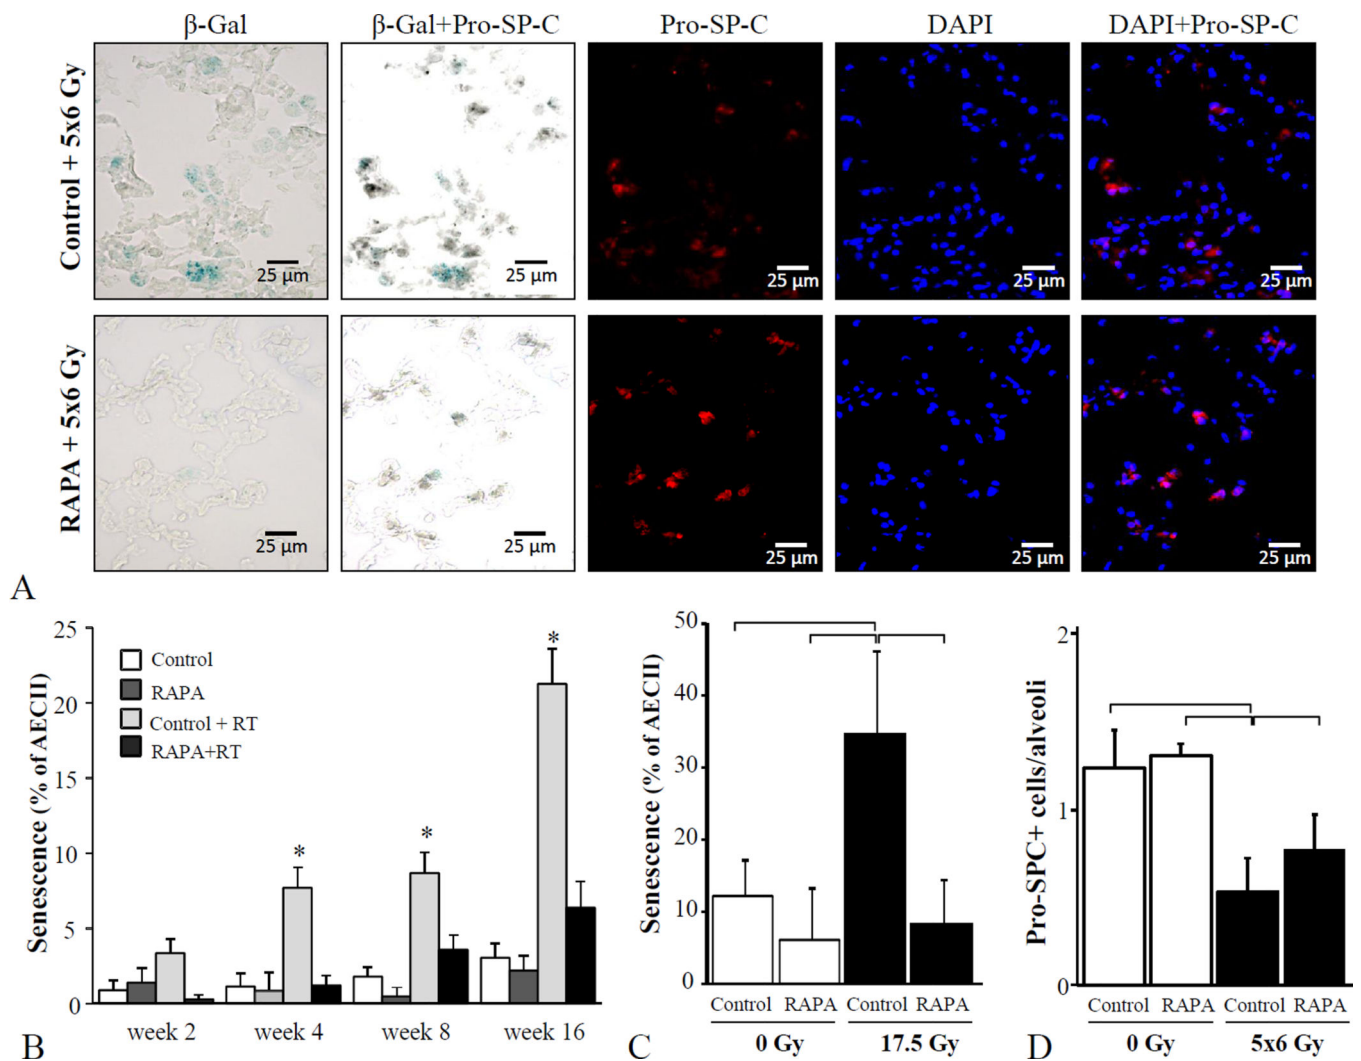 β-Gal β-Gal+Pro-SP-C Pro-SP-C DAPI DAPI+Pro-SP-C
Control + 5x6 Gy
25 µm 25 µm 25 µm 25 µm 25 µm
RAPA + 5x6 Gy
25 µm 25 µm 25 µm 25 µm 25 µm
A
Senescence (% of AECII)
25
20
15
10
5
0
Control
RAPA
Control + RT
RAPA+RT
* * *
week 2 week 4 week 8 week 16
B
Senescence (% of AECII)
50
40
30
20
10
0
Control RAPA Control RAPA
0 Gy 17.5 Gy
C
Pro-SPC+ cells/alveoli
2
1
0
Control RAPA Control RAPA
0 Gy 5x6 Gy
D